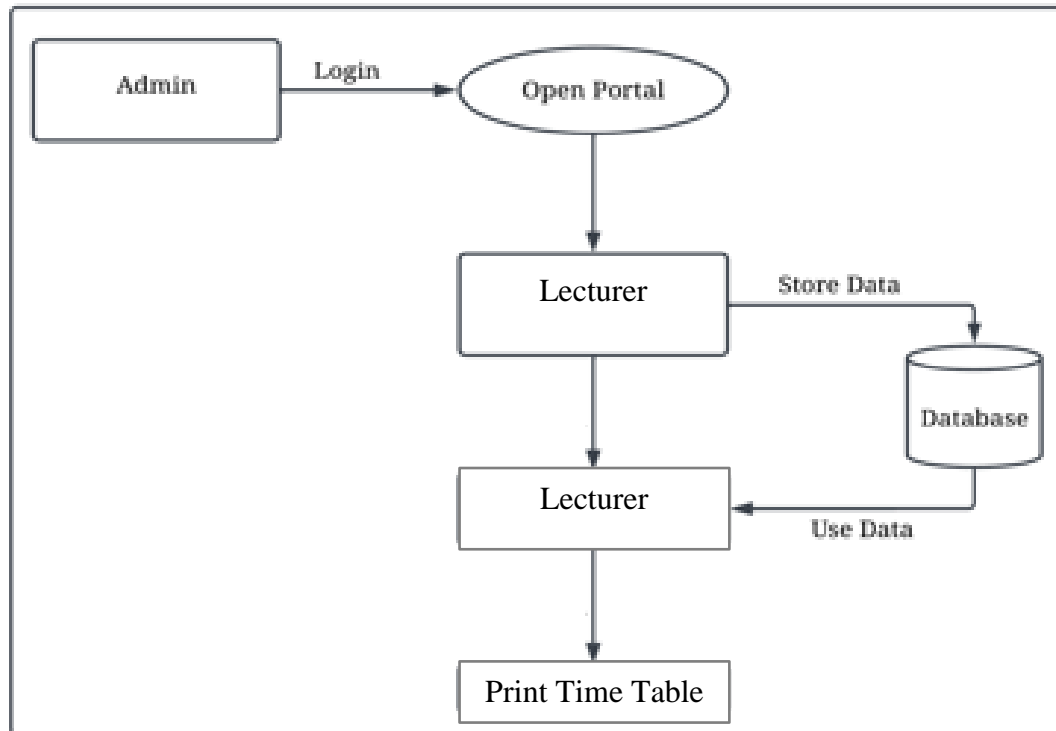 Admin
Login
Open Portal
Lecturer
Store Data
Database
Lecturer
Use Data
Print Time Table